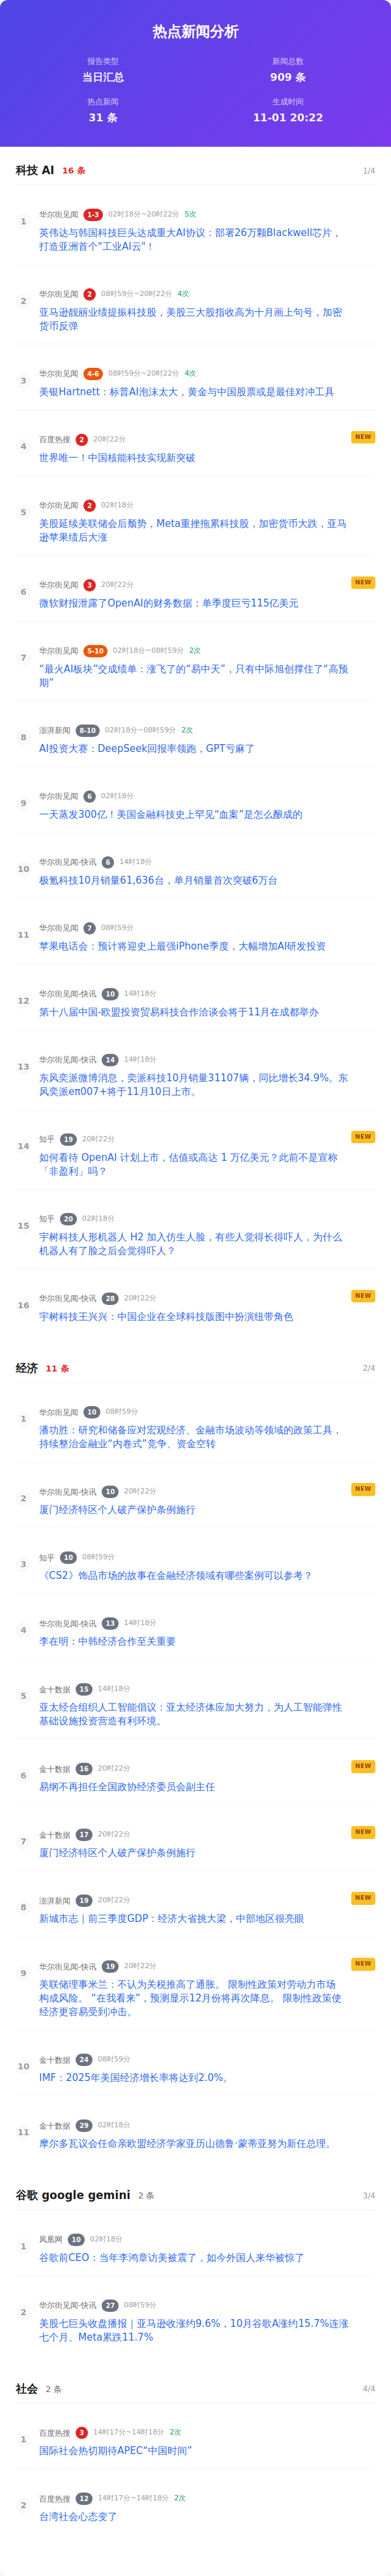 热点新闻分析
报告类型
当日汇总
新闻总数
909 条
热点新闻
31 条
生成时间
11-01 20:22
科技 AI 16 条 1/4
1
华尔街见闻 1-3 02时18分~20时22分 5次
英伟达与韩国科技巨头达成重大AI协议：部署26万颗Blackwell芯片，
打造亚洲首个"工业AI云"！
2
华尔街见闻 2 08时59分~20时22分 4次
亚马逊靓丽业绩提振科技股，美股三大股指收高为十月画上句号，加密
货币反弹
3
华尔街见闻 4-6 08时59分~20时22分 4次
美银Hartnett：标普AI泡沫太大，黄金与中国股票或是最佳对冲工具
4
百度热搜 2 20时22分 NEW
世界唯一！中国核能科技实现新突破
5
华尔街见闻 2 02时18分
美股延续美联储会后颓势，Meta重挫拖累科技股，加密货币大跌，亚马
逊苹果绩后大涨
6
华尔街见闻 3 20时22分 NEW
微软财报泄露了OpenAI的财务数据：单季度巨亏115亿美元
7
华尔街见闻 5-10 02时18分~08时59分 2次
“最火AI板块”交成绩单：涨飞了的“易中天”，只有中际旭创撑住了“高预
期”
8
澎湃新闻 8-10 02时18分~08时59分 2次
AI投资大赛：DeepSeek回报率领跑，GPT亏麻了
9
华尔街见闻 6 02时18分
一天蒸发300亿！美国金融科技史上罕见“血案”是怎么酿成的
10
华尔街见闻-快讯 6 14时18分
极氪科技10月销量61,636台，单月销量首次突破6万台
11
华尔街见闻 7 08时59分
苹果电话会：预计将迎史上最强iPhone季度，大幅增加AI研发投资
12
华尔街见闻-快讯 10 14时18分
第十八届中国-欧盟投资贸易科技合作洽谈会将于11月在成都举办
13
华尔街见闻-快讯 14 14时18分
东风奕派微博消息，奕派科技10月销量31107辆，同比增长34.9%。东
风奕派eπ007+将于11月10日上市。
14
知乎 19 20时22分 NEW
如何看待 OpenAI 计划上市，估值或高达 1 万亿美元？此前不是宣称
「非盈利」吗？
15
知乎 20 02时18分
宇树科技人形机器人 H2 加入仿生人脸，有些人觉得长得吓人，为什么
机器人有了脸之后会觉得吓人？
16
华尔街见闻-快讯 28 20时22分 NEW
宇树科技王兴兴：中国企业在全球科技版图中扮演纽带角色
经济 11 条 2/4
1
华尔街见闻 10 08时59分
潘功胜：研究和储备应对宏观经济、金融市场波动等领域的政策工具，
持续整治金融业“内卷式”竞争、资金空转
2
华尔街见闻-快讯 10 20时22分 NEW
厦门经济特区个人破产保护条例施行
3
知乎 10 08时59分
《CS2》饰品市场的故事在金融经济领域有哪些案例可以参考？
4
华尔街见闻-快讯 13 14时18分
李在明：中韩经济合作至关重要
5
金十数据 15 14时18分
亚太经合组织人工智能倡议：亚太经济体应加大努力，为人工智能弹性
基础设施投资营造有利环境。
6
金十数据 16 20时22分 NEW
易纲不再担任全国政协经济委员会副主任
7
金十数据 17 20时22分 NEW
厦门经济特区个人破产保护条例施行
8
澎湃新闻 19 20时22分 NEW
新城市志｜前三季度GDP：经济大省挑大梁，中部地区很亮眼
9
华尔街见闻-快讯 19 20时22分 NEW
美联储理事米兰：不认为关税推高了通胀。 限制性政策对劳动力市场
构成风险。 “在我看来”，预测显示12月份将再次降息。 限制性政策使
经济更容易受到冲击。
10
金十数据 24 08时59分
IMF：2025年美国经济增长率将达到2.0%。
11
金十数据 29 02时18分
摩尔多瓦议会任命亲欧盟经济学家亚历山德鲁·蒙蒂亚努为新任总理。
谷歌 google gemini 2 条 3/4
1
凤凰网 10 02时18分
谷歌前CEO：当年李鸿章访美被震了，如今外国人来华被惊了
2
华尔街见闻-快讯 27 08时59分
美股七巨头收盘播报｜亚马逊收涨约9.6%，10月谷歌A涨约15.7%连涨
七个月、Meta累跌11.7%
社会 2 条 4/4
1
百度热搜 3 14时17分~14时18分 2次
国际社会热切期待APEC“中国时间”
2
百度热搜 12 14时17分~14时18分 2次
台湾社会心态变了